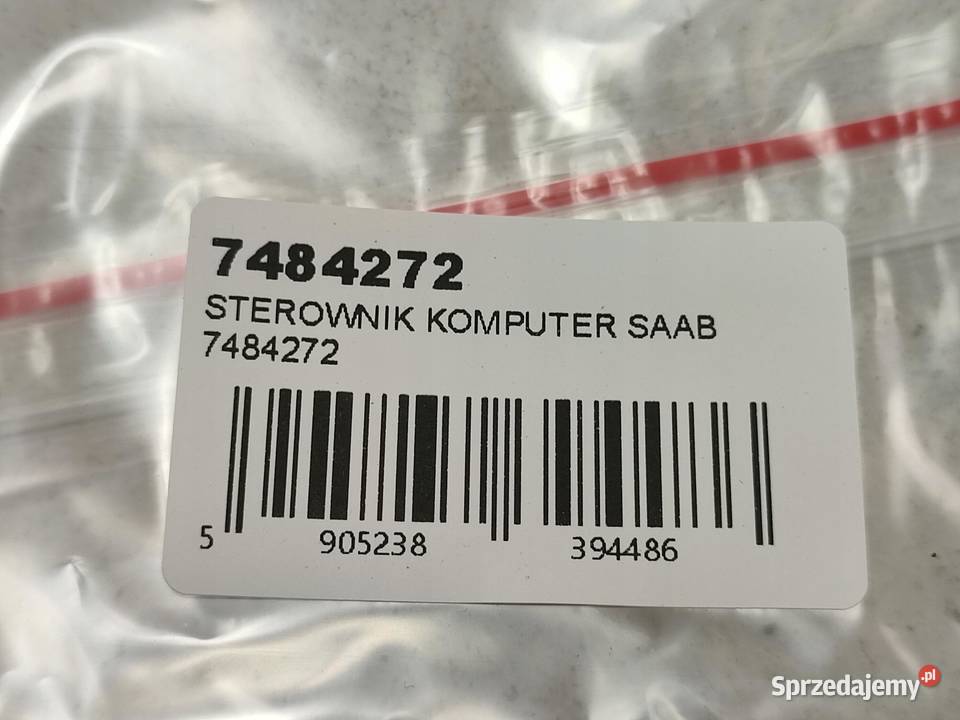 7484272
STEROWNIK KOMPUTER SAAB
7484272
5 905238 394486
Sprzedajemy.pl